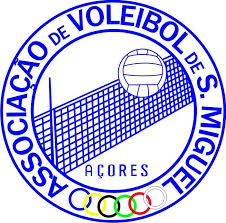 ASSOCIAÇÃO DE VOLEIBOL DE S. MIGUEL
AÇORES